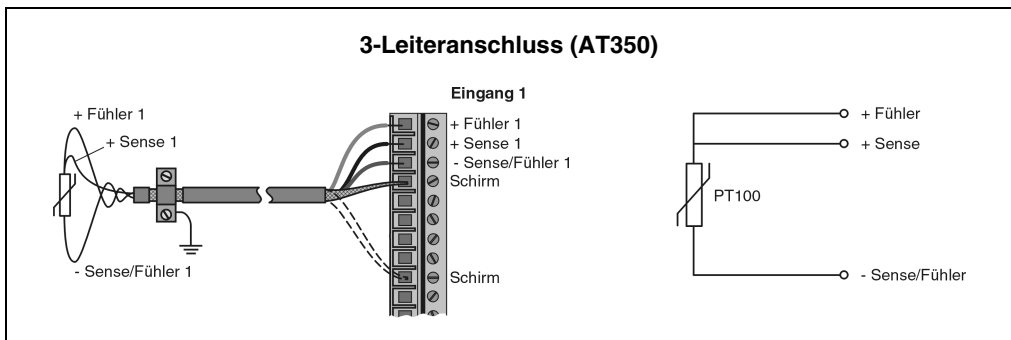 3-Leiteranschluss (AT350)
Eingang 1
+ Fühler 1
+ Sense 1
- Sense/Fühler 1
+ Fühler 1
+ Sense 1
- Sense/Fühler 1
Schirm
Schirm
+ Fühler
+ Sense
PT100
- Sense/Fühler